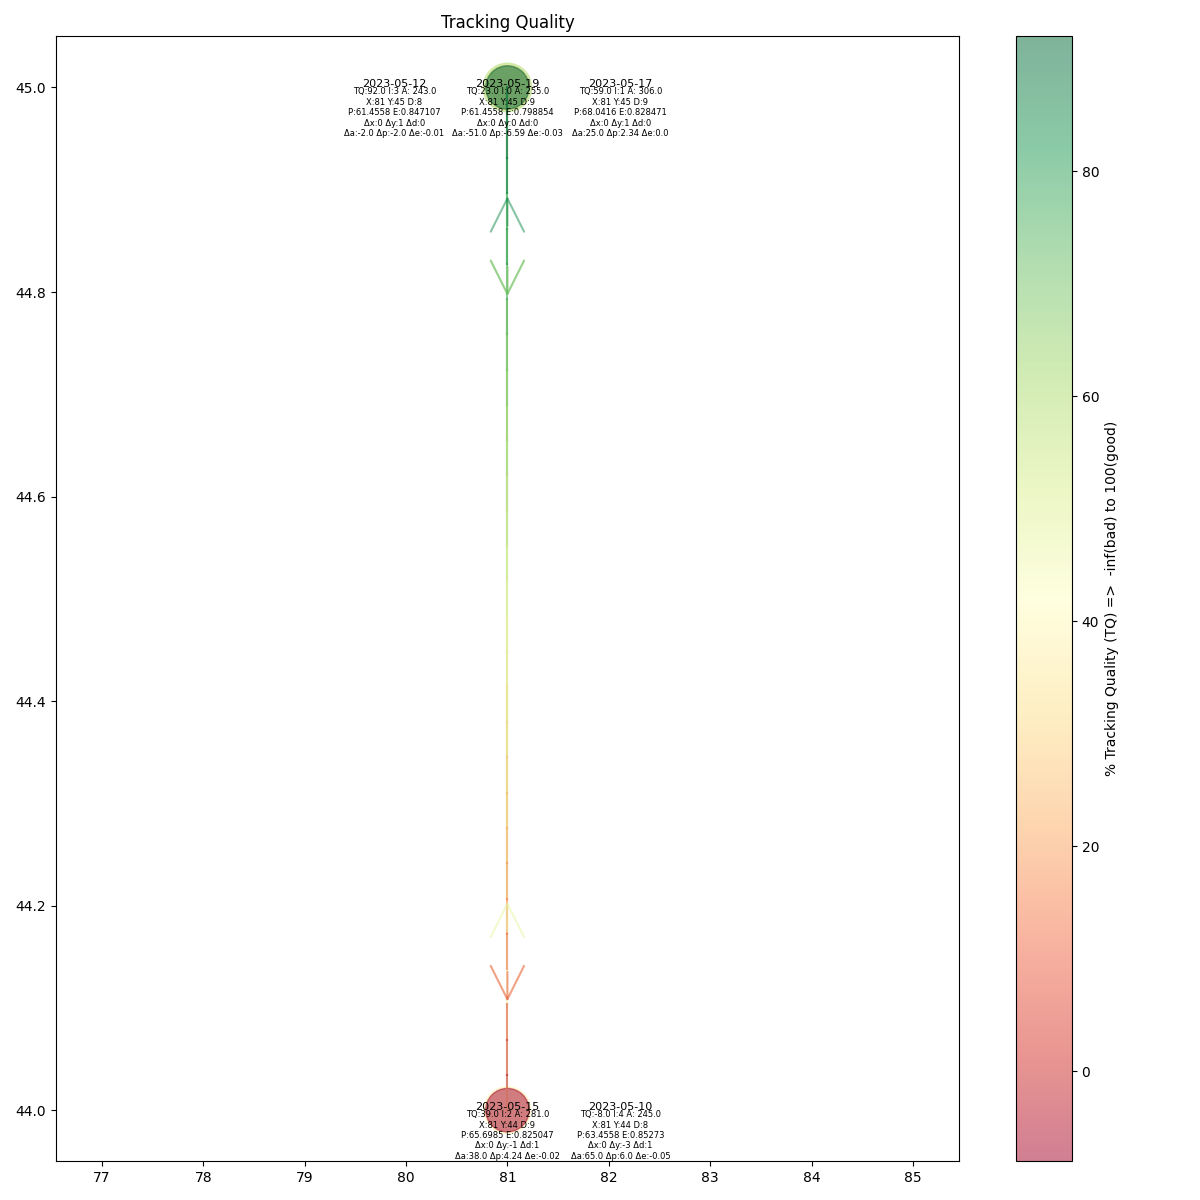 Tracking Quality
45.0
44.8
44.6
44.4
44.2
44.0
77
78
79
80
81
82
83
84
85
2023-05-12
TQ:92.0 I:3 A: 243.0
X:81 Y:45 D:8
P:61.4558 E:0.847107
Δx:0 Δy:1 Δd:0
Δa:-2.0 Δp:-2.0 Δe:-0.01
2023-05-19
TQ:23.0 I:0 A: 255.0
X:81 Y:45 D:9
P:61.4558 E:0.798854
Δx:0 Δy:0 Δd:0
Δa:-51.0 Δp:-6.59 Δe:-0.03
2023-05-17
TQ:59.0 I:1 A: 306.0
X:81 Y:45 D:9
P:68.0416 E:0.828471
Δx:0 Δy:1 Δd:0
Δa:25.0 Δp:2.34 Δe:0.0
2023-05-15
TQ:39.0 I:2 A: 281.0
X:81 Y:44 D:9
P:65.6985 E:0.825047
Δx:0 Δy:-1 Δd:1
Δa:38.0 Δp:4.24 Δe:-0.02
2023-05-10
TQ:-8.0 I:4 A: 245.0
X:81 Y:44 D:8
P:63.4558 E:0.85273
Δx:0 Δy:-3 Δd:1
Δa:65.0 Δp:6.0 Δe:-0.05
80
60
40
20
0
% Tracking Quality (TQ) => -inf(bad) to 100(good)